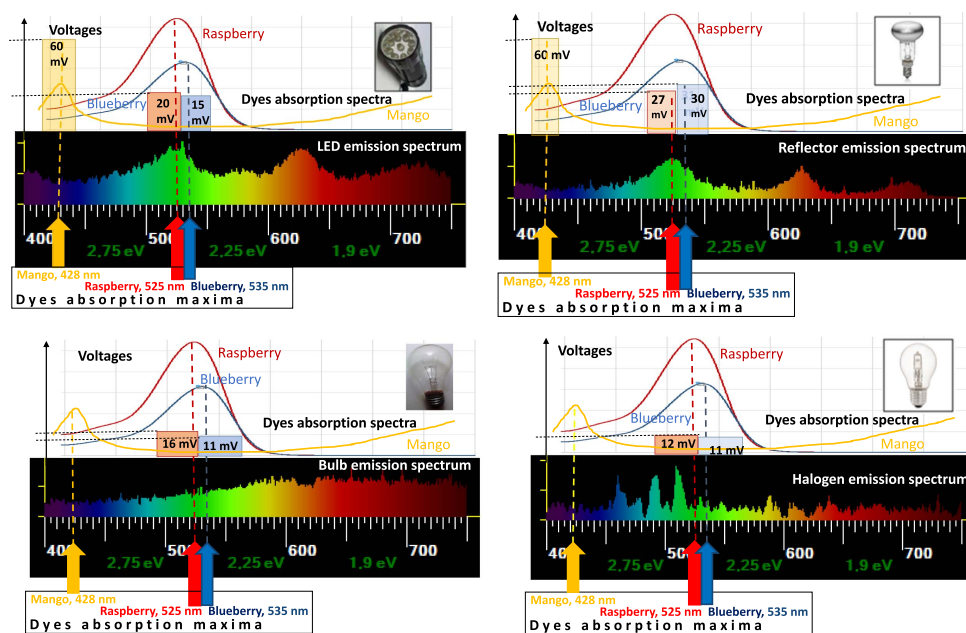 Voltages
60
mV
Raspberry
Blueberry
20
mV
15
mV
Dyes absorption spectra
Mango
LED emission spectrum
400
500
600
700
2,75 eV
2,25 eV
1,9 eV
Mango, 428 nm
Raspberry, 525 nm
Blueberry, 535 nm
Dyes absorption maxima
Voltages
60 mV
Raspberry
Blueberry
27
mV
30
mV
Dyes absorption spectra
Mango
Reflector emission spectrum
400
500
600
700
2,75 eV
2,25 eV
1,9 eV
Mango, 428 nm
Raspberry, 525 nm
Blueberry, 535 nm
Dyes absorption maxima
Voltages
Raspberry
Blueberry
16 mV
11 mV
Dyes absorption spectra
Mango
Bulb emission spectrum
400
500
600
700
2,75 eV
2,25 eV
1,9 eV
Mango, 428 nm
Raspberry, 525 nm
Blueberry, 535 nm
Dyes absorption maxima
Voltages
Raspberry
Blueberry
12 mV
11 mV
Dyes absorption spectra
Mango
Halogen emission spectrum
400
500
600
700
2,75 eV
2,25 eV
1,9 eV
Mango, 428 nm
Raspberry, 525 nm
Blueberry, 535 nm
Dyes absorption maxima